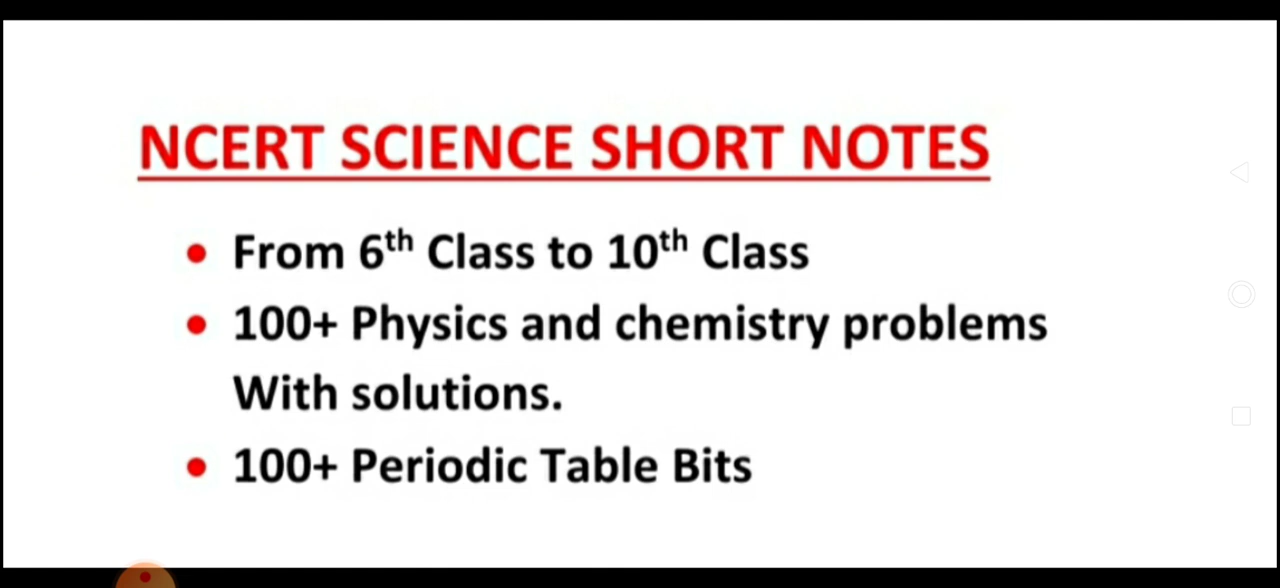 NCERT SCIENCE SHORT NOTES
• From 6th Class to 10th Class
• 100+ Physics and chemistry problems
With solutions.
• 100+ Periodic Table Bits